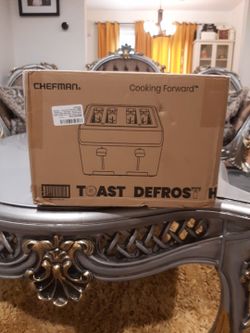 CHEFMAN®
Cooking Forward™
TOAST DEFROST H